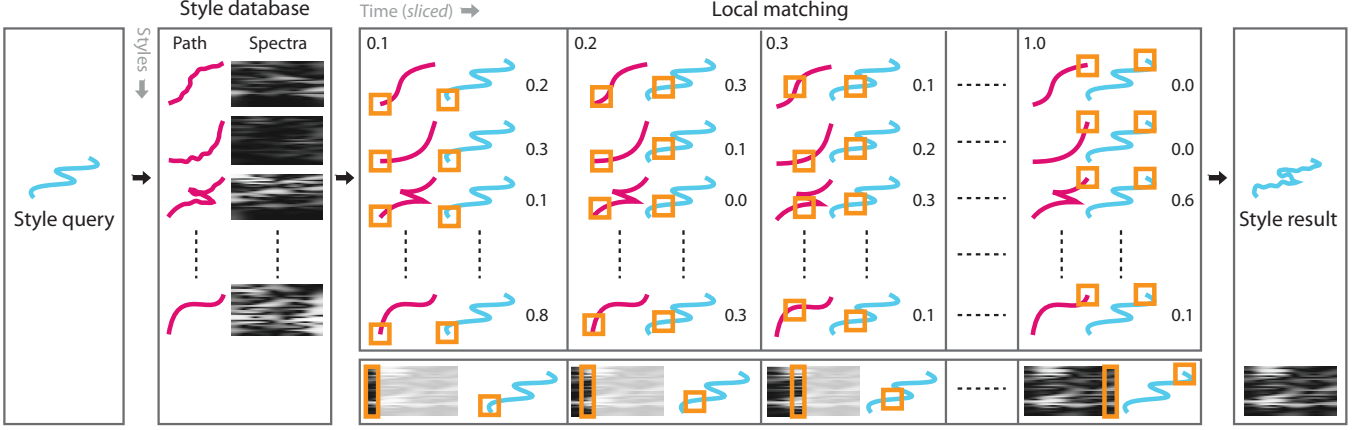 Style database
Time (sliced)
Local matching
Styles
Path
Spectra
0.1
0.2
0.3
1.0
0.2
0.3
0.1
0.0
0.3
0.1
0.2
0.0
0.1
0.0
0.3
0.6
Style query
Style result
0.8
0.3
0.1
0.1